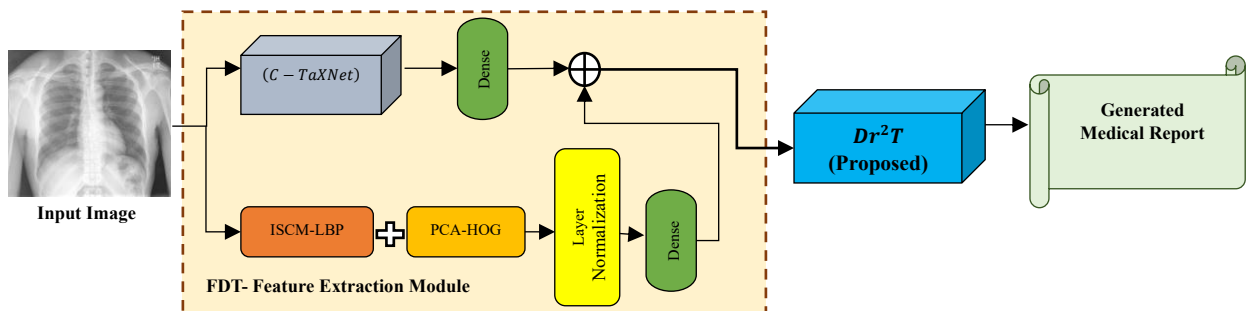 (C − TaXNet)
Dense
Input Image
ISCM-LBP
PCA-HOG
Layer
Normalization
Dense
FDT- Feature Extraction Module
Dr²T
(Proposed)
Generated
Medical Report